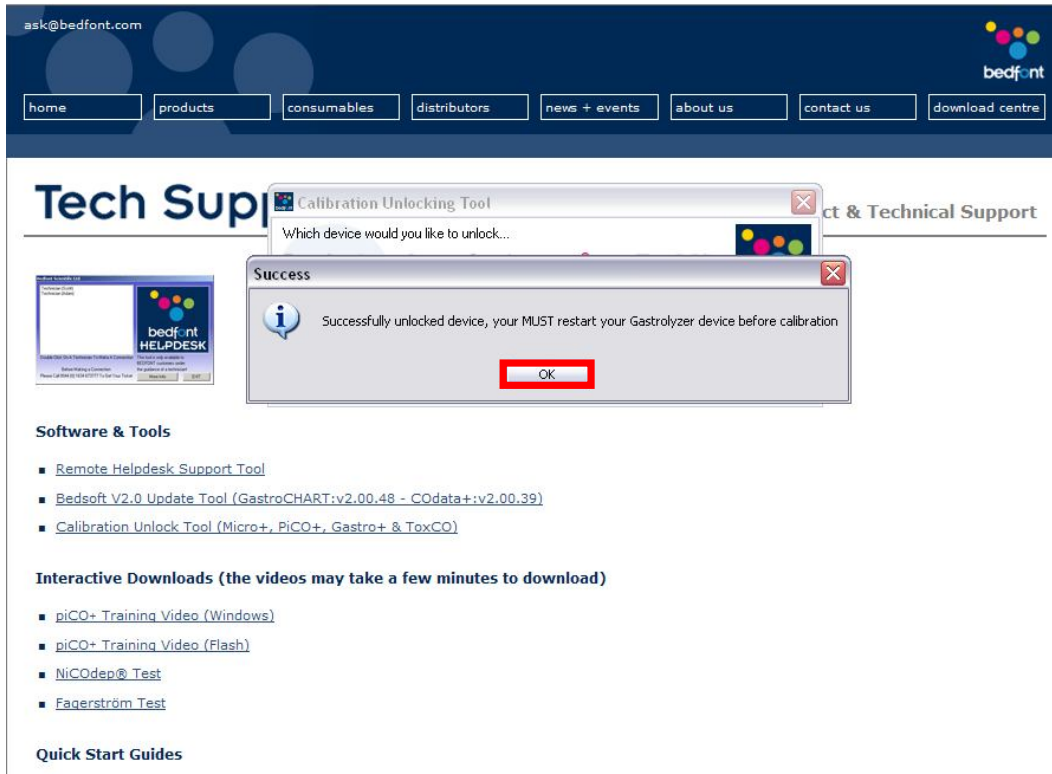 ask@bedfont.com
bedfont
home products consumables distributors news + events about us contact us download centre
Tech Supp
ct & Technical Support
Calibration Unlocking Tool
Which device would you like to unlock...
Success
Successfully unlocked device, your MUST restart your Gastrolyzer device before calibration
OK
bedfont
HELPDESK
Software & Tools
Remote Helpdesk Support Tool
Bedsoft V2.0 Update Tool (GastroCHART:v2.00.48 - COdata+:v2.00.39)
Calibration Unlock Tool (Micro+, PiCO+, Gastro+ & ToxCO)
Interactive Downloads (the videos may take a few minutes to download)
piCO+ Training Video (Windows)
piCO+ Training Video (Flash)
NiCOdep® Test
Fagerström Test
Quick Start Guides